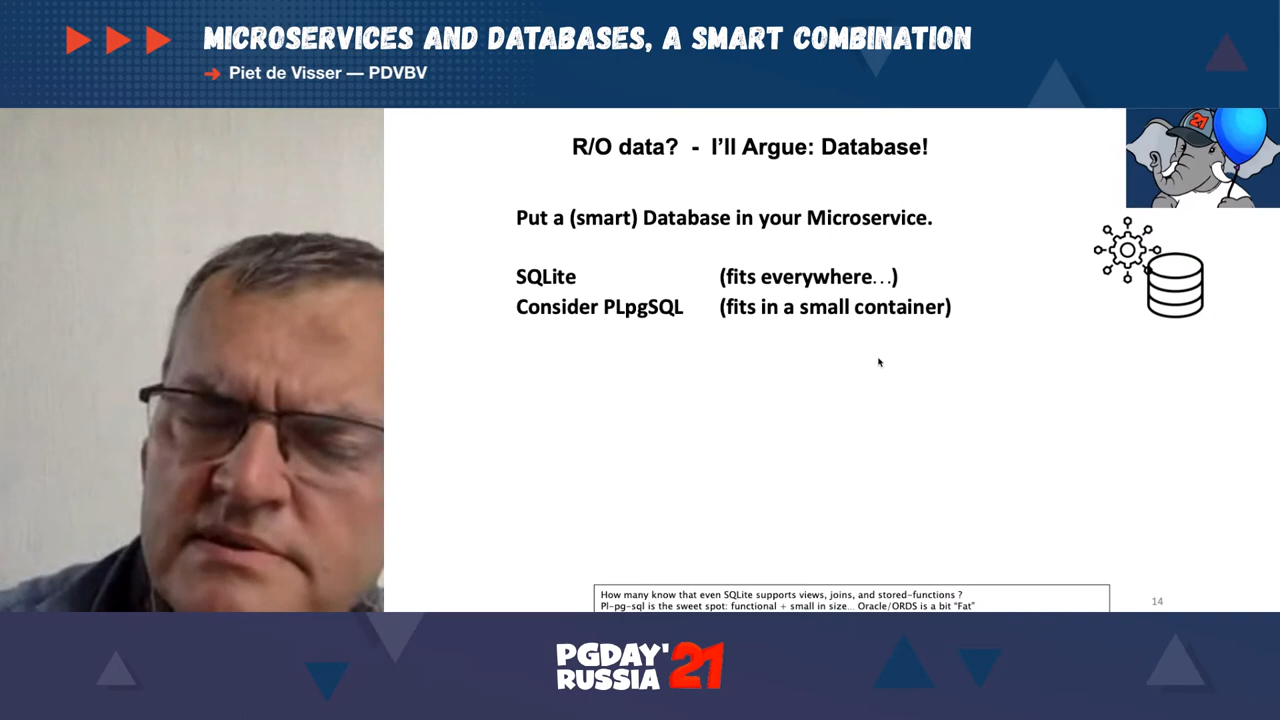 MICROSERVICES AND DATABASES, A SMART COMBINATION
Piet de Visser — PDVBV
21
R/O data? - I'll Argue: Database!
Put a (smart) Database in your Microservice.
SQLite (fits everywhere…)
Consider PLpgSQL (fits in a small container)
How many know that even SQLite supports views, joins, and stored-functions ?
Pl-pg-sql is the sweet spot: functional + small in size... Oracle/ORDS is a bit "Fat"
14
PGDAY'21
RUSSIA